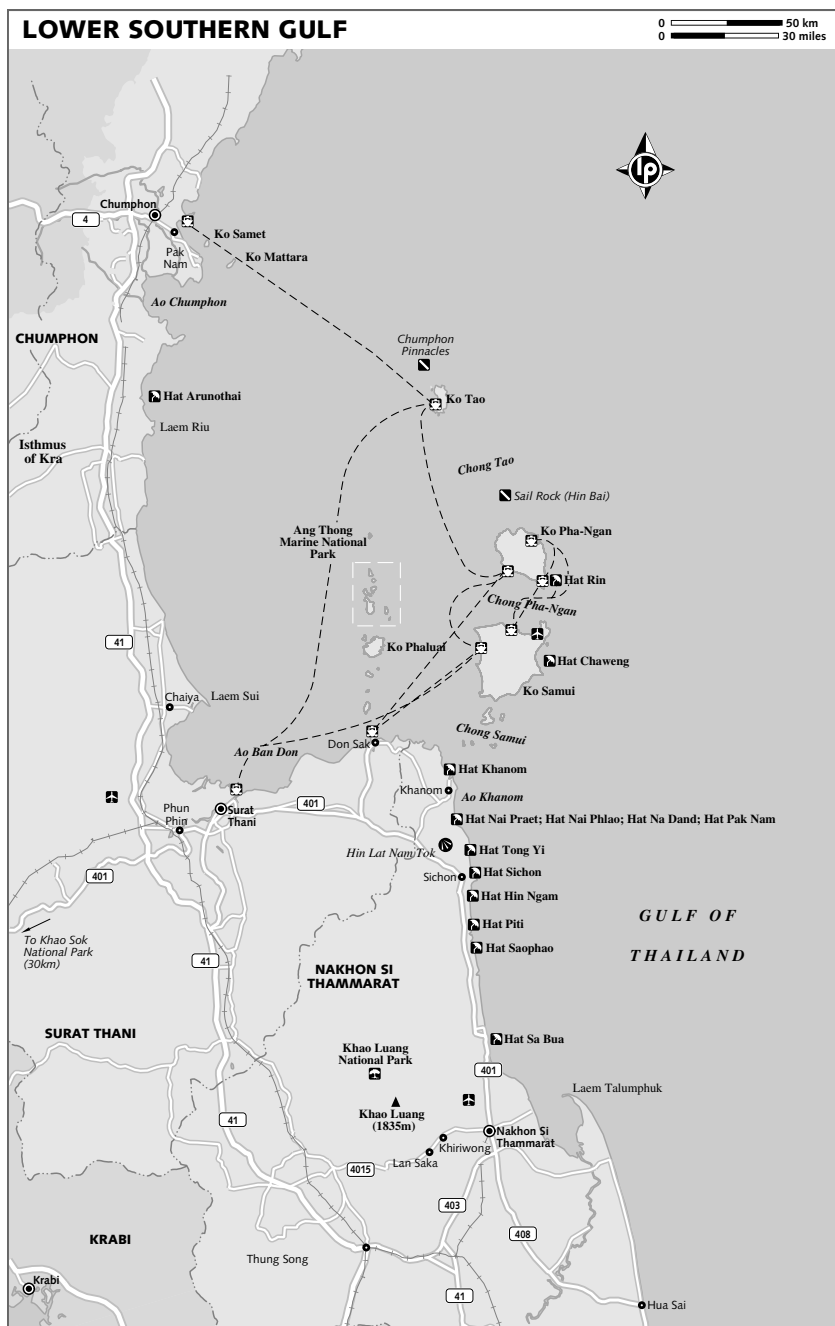 LOWER SOUTHERN GULF
0 50 km
0 30 miles
lp
Chumphon
4
Ko Samet
Pak
Nam
Ko Mattara
Ao Chumphon
CHUMPHON
Chumphon
Pinnacles
Hat Arunothai
Ko Tao
Laem Riu
Isthmus
of Kra
Chong Tao
Sail Rock (Hin Bai)
Ang Thong
Marine National
Park
Ko Pha-Ngan
Hat Rin
Chong Pha-Ngan
41
Ko Phaluai
Hat Chaweng
Chaiya
Laem Sui
Ko Samui
Chong Samui
Ao Ban Don
Don Sak
Hat Khanom
Khanom
Ao Khanom
Phun
Phin
Surat
Thani
401
Hat Nai Praet; Hat Nai Phlao; Hat Na Dand; Hat Pak Nam
Hin Lat Nam Tok
Hat Tong Yi
401
Sichon
Hat Sichon
Hat Hin Ngam
To Khao Sok
National Park
(30km)
Hat Piti
GULF OF
THAILAND
41
Hat Saophao
NAKHON SI
THAMMARAT
SURAT THANI
Hat Sa Bua
Khao Luang
National Park
401
Laem Talumphuk
41
Khao Luang
(1835m)
Nakhon Si
Thammarat
Khiriwong
Lan Saka
4015
403
408
KRABI
Thung Song
Krabi
41
Hua Sai